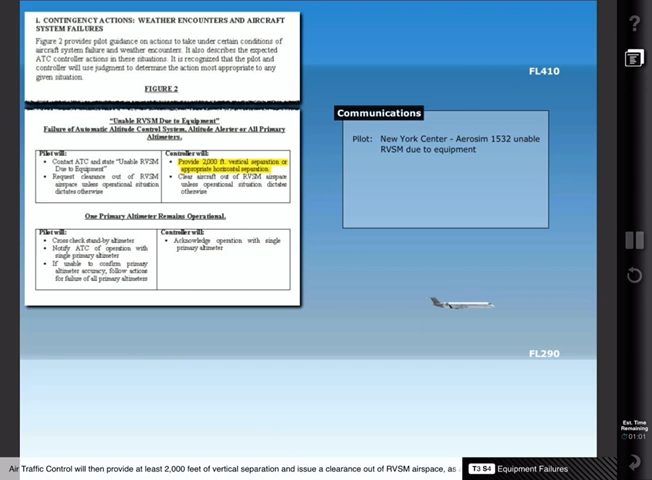 i. CONTINGENCY ACTIONS: WEATHER ENCOUNTERS AND AIRCRAFT
SYSTEM FAILURES
Figure 2 provides pilot guidance on actions to take under certain conditions of
aircraft system failure and weather encounters. It also describes the expected
ATC controller actions in these situations. It is recognized that the pilot and
controller will use judgment to determine the action most appropriate to any
given situation.
FIGURE 2
"Unable RVSM Due to Equipment"
Failure of Automatic Altitude Control System, Altitude Alerter or All Primary
Altimeters.
Pilot will:
• Contact ATC and state "Unable RVSM
Due to Equipment"
• Request clearance out of RVSM
airspace unless operational situation
dictates otherwise
Controller will:
• Provide 2,000 ft. vertical separation or
appropriate horizontal separation
• Clear aircraft out of RVSM airspace
unless operational situation dictates
otherwise
One Primary Altimeter Remains Operational.
Pilot will:
• Cross check stand-by altimeter
• Notify ATC of operation with
single primary altimeter
• If unable to confirm primary
altimeter accuracy, follow actions
for failure of all primary altimeters
Controller will:
• Acknowledge operation with single
primary altimeter
FL410
Communications
Pilot: New York Center - Aerosim 1532 unable
RVSM due to equipment
FL290
?
Est. Time
Remaining
01:01
Air Traffic Control will then provide at least 2,000 feet of vertical separation and issue a clearance out of RVSM airspace, as
T3 S4 Equipment Failures